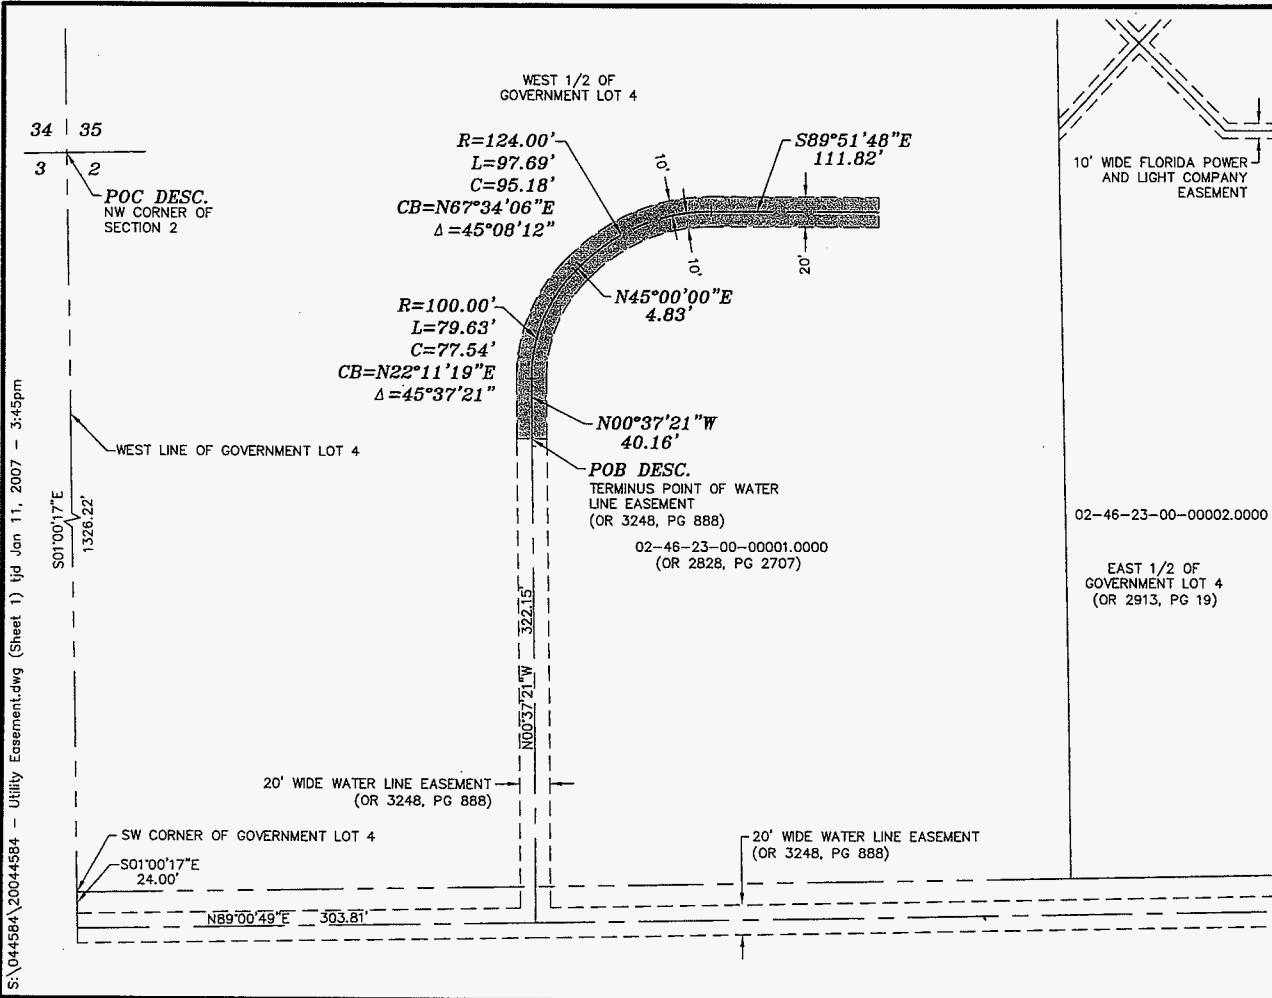 WEST 1/2 OF
GOVERNMENT LOT 4
34 35
3 2
POC DESC.
NW CORNER OF
SECTION 2
R=124.00'
L=97.69'
C=95.18'
CB=N67°34'06"E
Δ=45°08'12"
10'
10'
S89°51'48"E
111.82'
20'
10' WIDE FLORIDA POWER
AND LIGHT COMPANY
EASEMENT
N45°00'00"E
4.83'
R=100.00'
L=79.63'
C=77.54'
CB=N22°11'19"E
Δ=45°37'21"
N00°37'21"W
40.16'
WEST LINE OF GOVERNMENT LOT 4
POB DESC.
TERMINUS POINT OF WATER
LINE EASEMENT
(OR 3248, PG 888)
02-46-23-00-00001.0000
(OR 2828, PG 2707)
S01°00'17"E
1326.22'
02-46-23-00-00002.0000
EAST 1/2 OF
GOVERNMENT LOT 4
(OR 2913, PG 19)
N00°37'21"W 322.15'
20' WIDE WATER LINE EASEMENT
(OR 3248, PG 888)
SW CORNER OF GOVERNMENT LOT 4
S01°00'17"E
24.00'
20' WIDE WATER LINE EASEMENT
(OR 3248, PG 888)
N89°00'49"E 303.81'
S:\044584\20044584 - Utility Easement.dwg (Sheet 1) tjd Jan 11, 2007 - 3:45pm